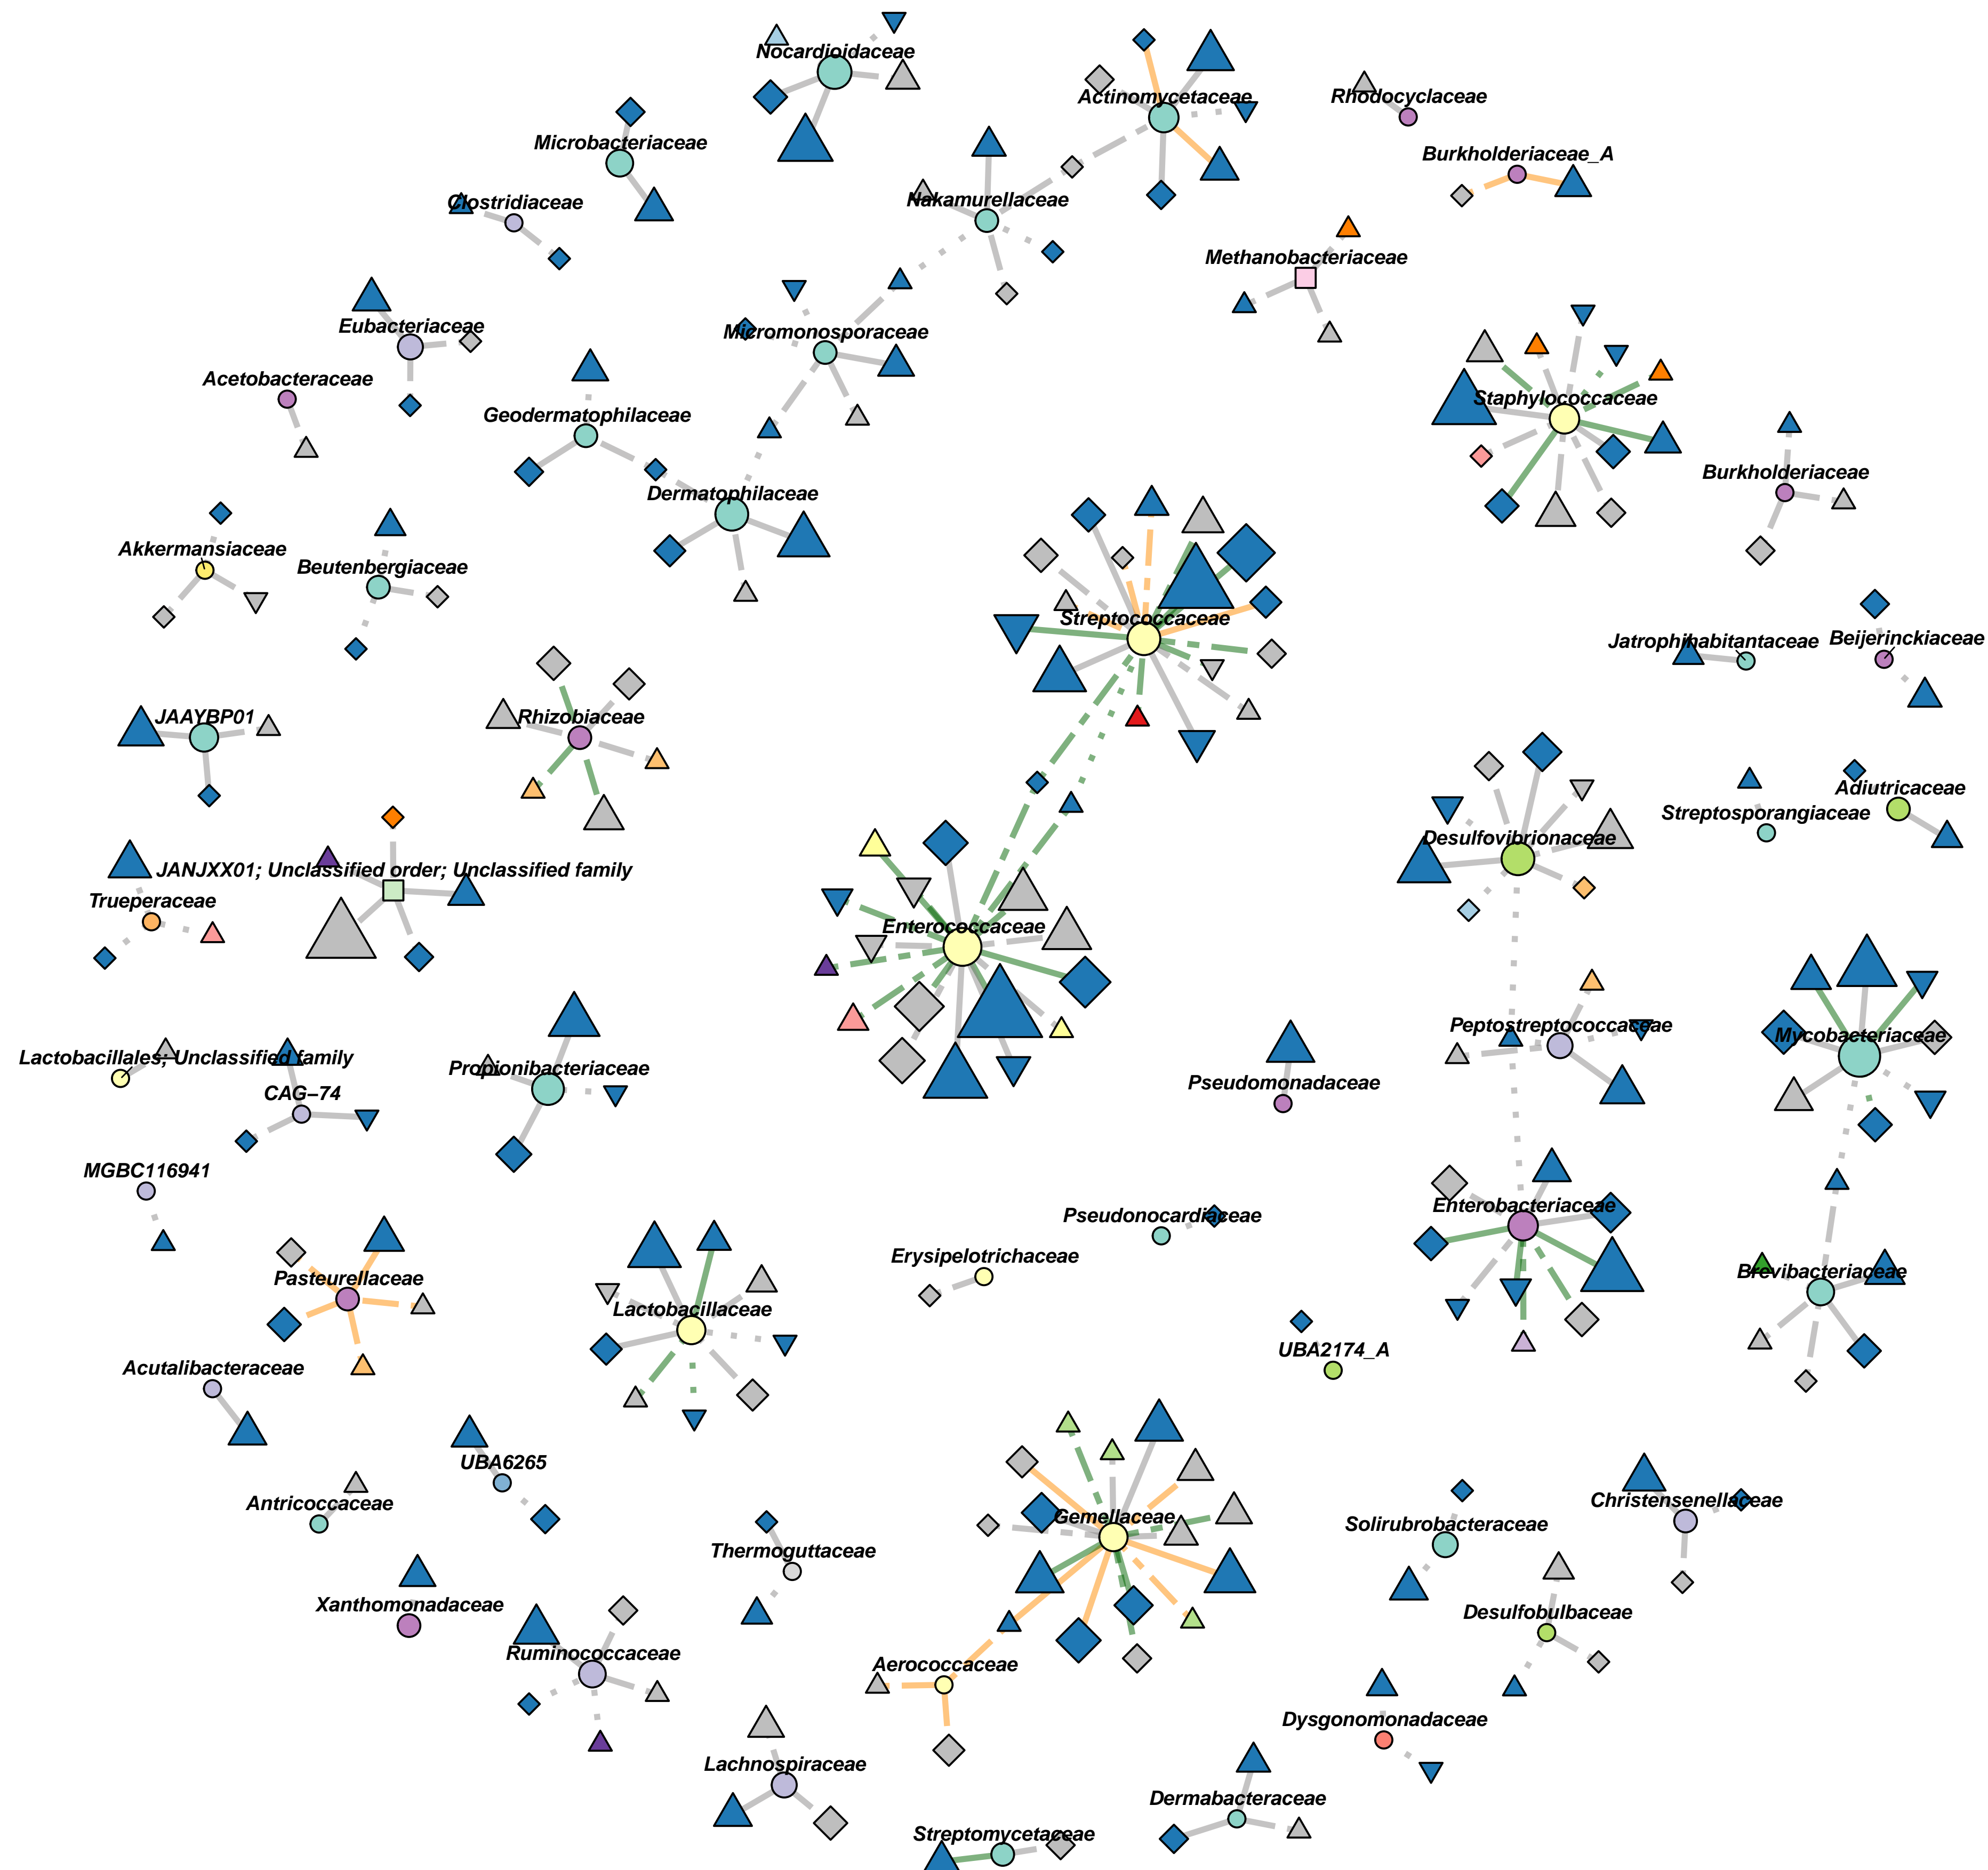 Nocardioidaceae
Actinomycetaceae
Rhodocyclaceae
Microbacteriaceae
Burkholderiaceae_A
Clostridiaceae
Nakamurellaceae
Methanobacteriaceae
Eubacteriaceae
Micromonosporaceae
Acetobacteraceae
Staphylococcaceae
Geodermatophilaceae
Burkholderiaceae
Dermatophilaceae
Akkermansiaceae
Beutenbergiaceae
Streptococcaceae
Jatrophihabitantaceae
Beijerinckiaceae
JAAYBP01
Rhizobiaceae
Adiutricaceae
Streptosporangiaceae
Desulfovibrionaceae
JANJXX01; Unclassified order; Unclassified family
Trueperaceae
Enterococcaceae
Peptostreptococcaceae
Mycobacteriaceae
Lactobacillales; Unclassified family
Propionibacteriaceae
Pseudomonadaceae
CAG–74
MGBC116941
Enterobacteriaceae
Pseudonocardiaceae
Erysipelotrichaceae
Brevibacteriaceae
Pasteurellaceae
Lactobacillaceae
UBA2174_A
Acutalibacteraceae
UBA6265
Antricoccaceae
Christensenellaceae
Gemellaceae
Solirubrobacteraceae
Thermoguttaceae
Xanthomonadaceae
Desulfobulbaceae
Ruminococcaceae
Aerococcaceae
Dysgonomonadaceae
Lachnospiraceae
Dermabacteraceae
Streptomycetaceae